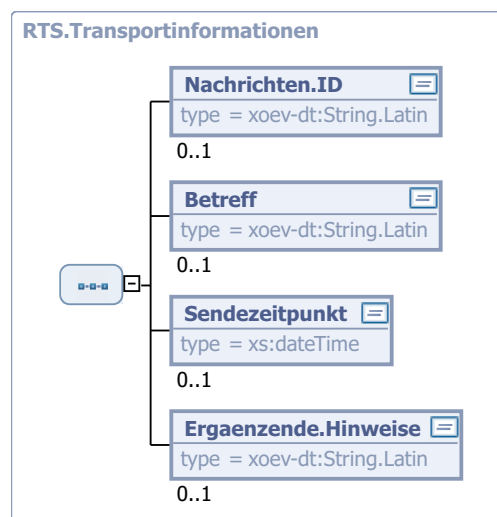 RTS.Transportinformationen
Nachrichten.ID
type = xoev-dt:String.Latin
0..1
Betreff
type = xoev-dt:String.Latin
0..1
Sendezeitpunkt
type = xs:dateTime
0..1
Ergaenzende.Hinweise
type = xoev-dt:String.Latin
0..1